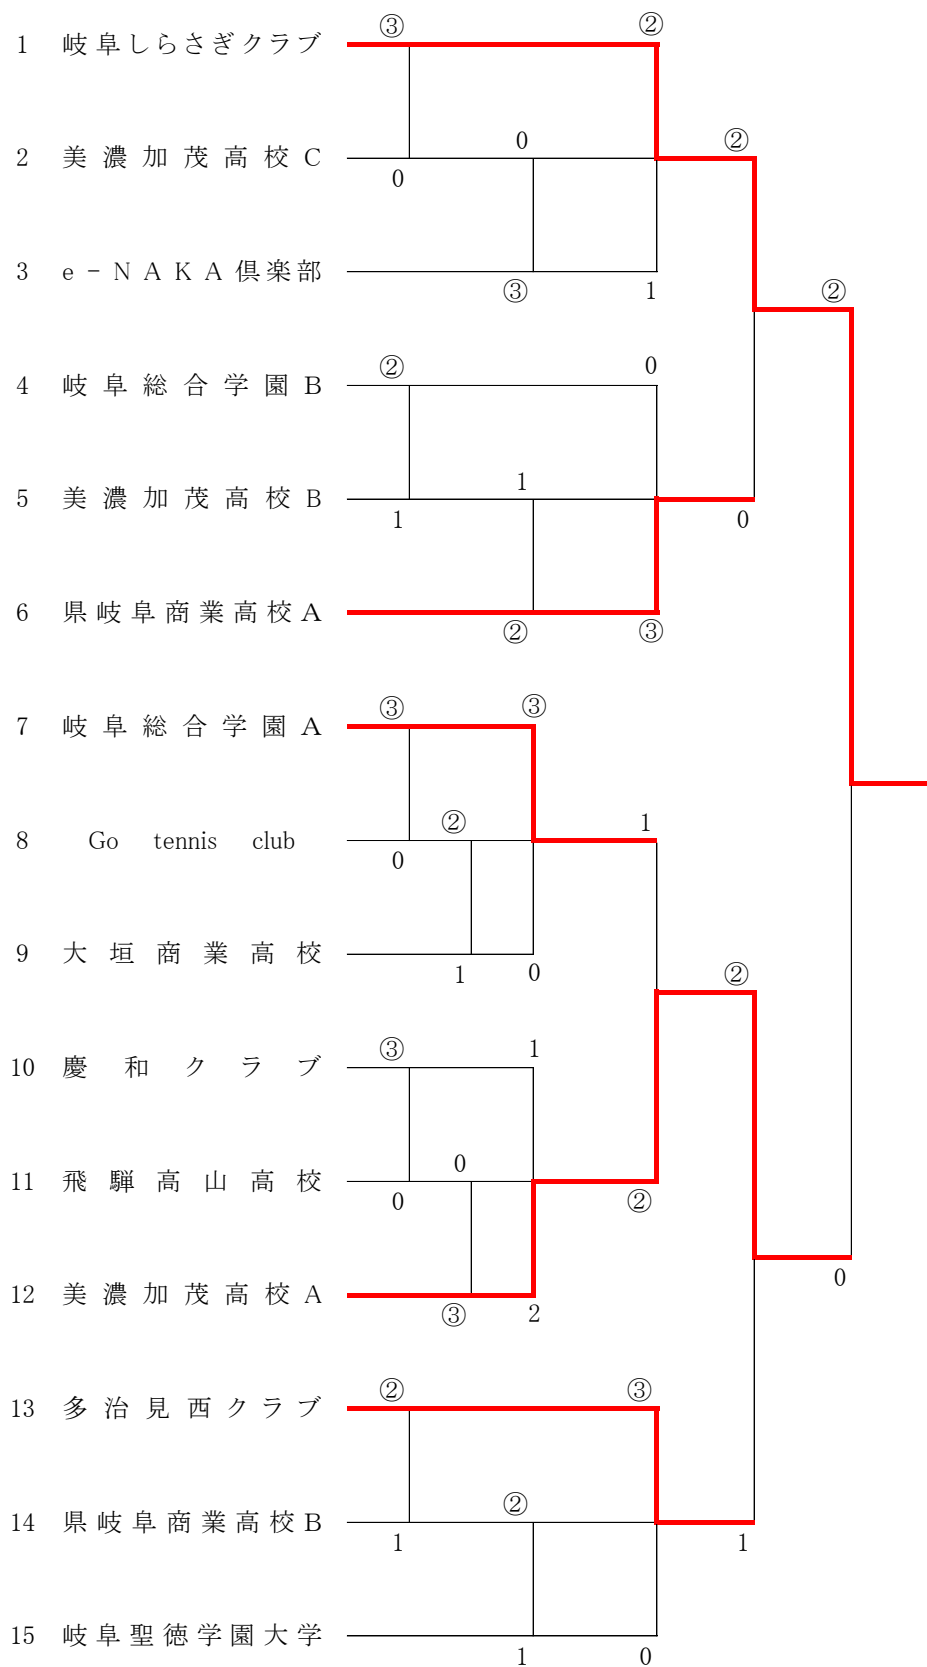 ③ ②
1 岐阜しらさぎクラブ
0 ②
2 美濃加茂高校C
0
3 e－NAKA倶楽部 ②
③ 1
② 0
4 岐阜総合学園B
1
5 美濃加茂高校B
1 0
6 県岐阜商業高校A
② ③
③ ③
7 岐阜総合学園A
② 1
8 Go tennis club
0
9 大垣商業高校
1 0 ②
③ 1
10 慶和クラブ
0
11 飛騨高山高校
0 ②
0
12 美濃加茂高校A
③ 2
② ③
13 多治見西クラブ
②
14 県岐阜商業高校B
1 1
15 岐阜聖徳学園大学
1 0